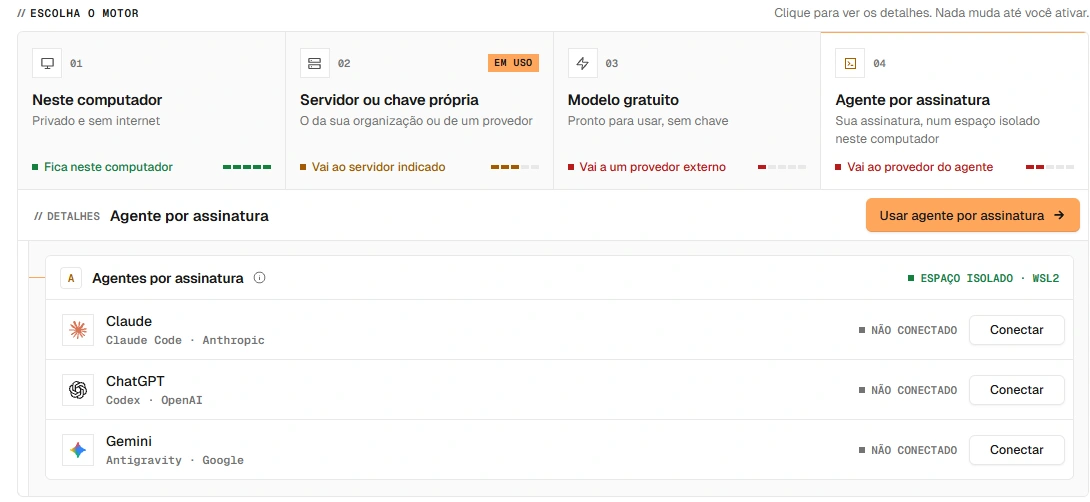 // ESCOLHA O MOTOR
Clique para ver os detalhes. Nada muda até você ativar.
01
Neste computador
Privado e sem internet
Fica neste computador
02
EM USO
Servidor ou chave própria
O da sua organização ou de um provedor
Vai ao servidor indicado
03
Modelo gratuito
Pronto para usar, sem chave
Vai a um provedor externo
04
Agente por assinatura
Sua assinatura, num espaço isolado
neste computador
Vai ao provedor do agente
// DETALHES Agente por assinatura
Usar agente por assinatura →
A Agentes por assinatura
ESPAÇO ISOLADO · WSL2
Claude
Claude Code · Anthropic
NÃO CONECTADO
Conectar
ChatGPT
Codex · OpenAI
NÃO CONECTADO
Conectar
Gemini
Antigravity · Google
NÃO CONECTADO
Conectar